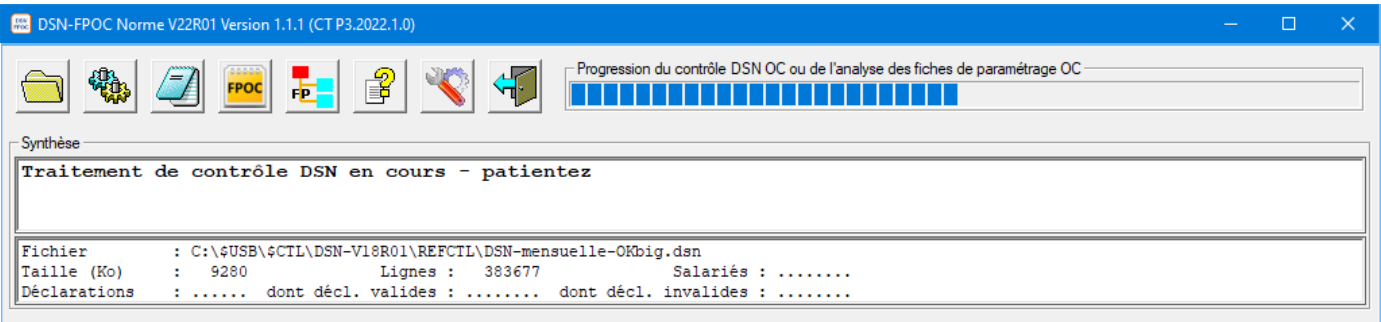 DSN-FPOC Norme V22R01 Version 1.1.1 (CT P3.2022.1.0)
DSN FPOC
FPOC
FP
?
Progression du contrôle DSN OC ou de l'analyse des fiches de paramétrage OC
Synthèse
Traitement de contrôle DSN en cours - patientez
Fichier : C:\$USB\$CTL\DSN-V18R01\REFCTL\DSN-mensuelle-OKbig.dsn
Taille (Ko) : 9280 Lignes : 383677 Salariés : ........
Déclarations : ...... dont décl. valides : ........ dont décl. invalides : ........